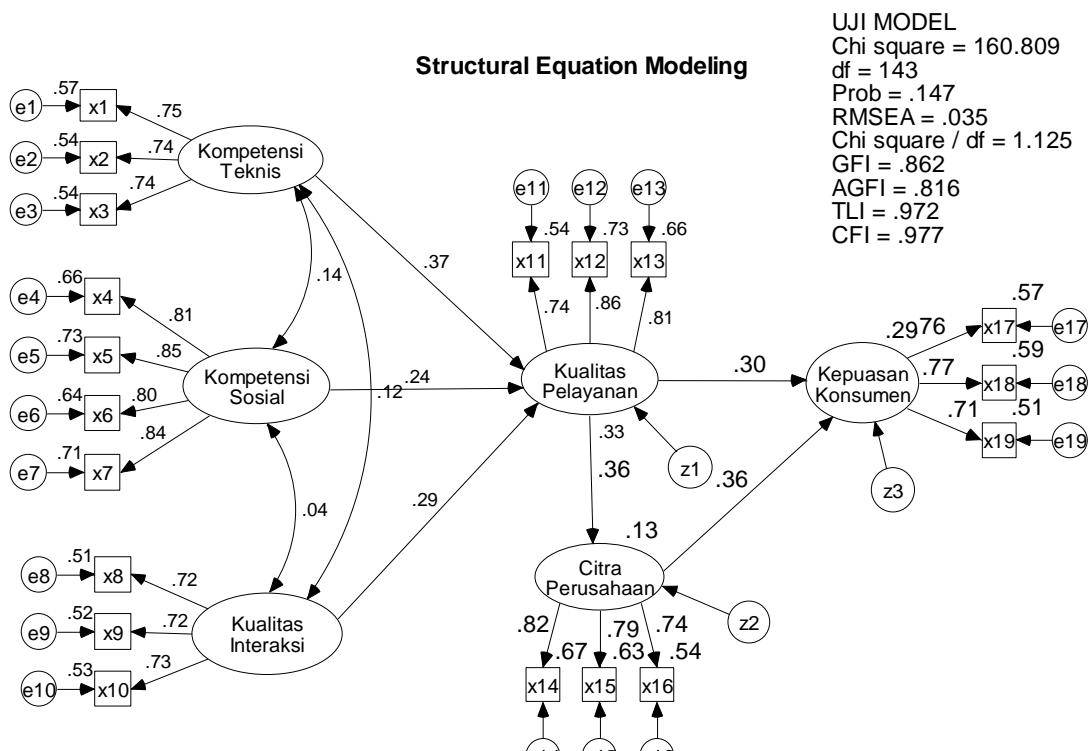 UJI MODEL
Chi square = 160.809
df = 143
Prob = .147
RMSEA = .035
Chi square / df = 1.125
GFI = .862
AGFI = .816
TLI = .972
CFI = .977
Structural Equation Modeling
e1 .57 x1 .75
e2 .54 x2 .74
e3 .54 x3 .74
Kompetensi
Teknis
.37
.14
.12
e4 .66 x4 .81
e5 .73 x5 .85
e6 .64 x6 .80
e7 .71 x7 .84
Kompetensi
Sosial
.24
.04
e8 .51 x8 .72
e9 .52 x9 .72
e10 .53 x10 .73
Kualitas
Interaksi
.29
e11 e12 e13
.54 .73 .66
x11 x12 x13
.74 .86 .81
Kualitas
Pelayanan
.33
z1
.30
.36
.13
Citra
Perusahaan
z2
.36
.82 .79 .74
.67 .63 .54
x14 x15 x16
.29
Kepuasan
Konsumen
z3
.76 x17 .57 e17
.77 x18 .59 e18
.71 x19 .51 e19